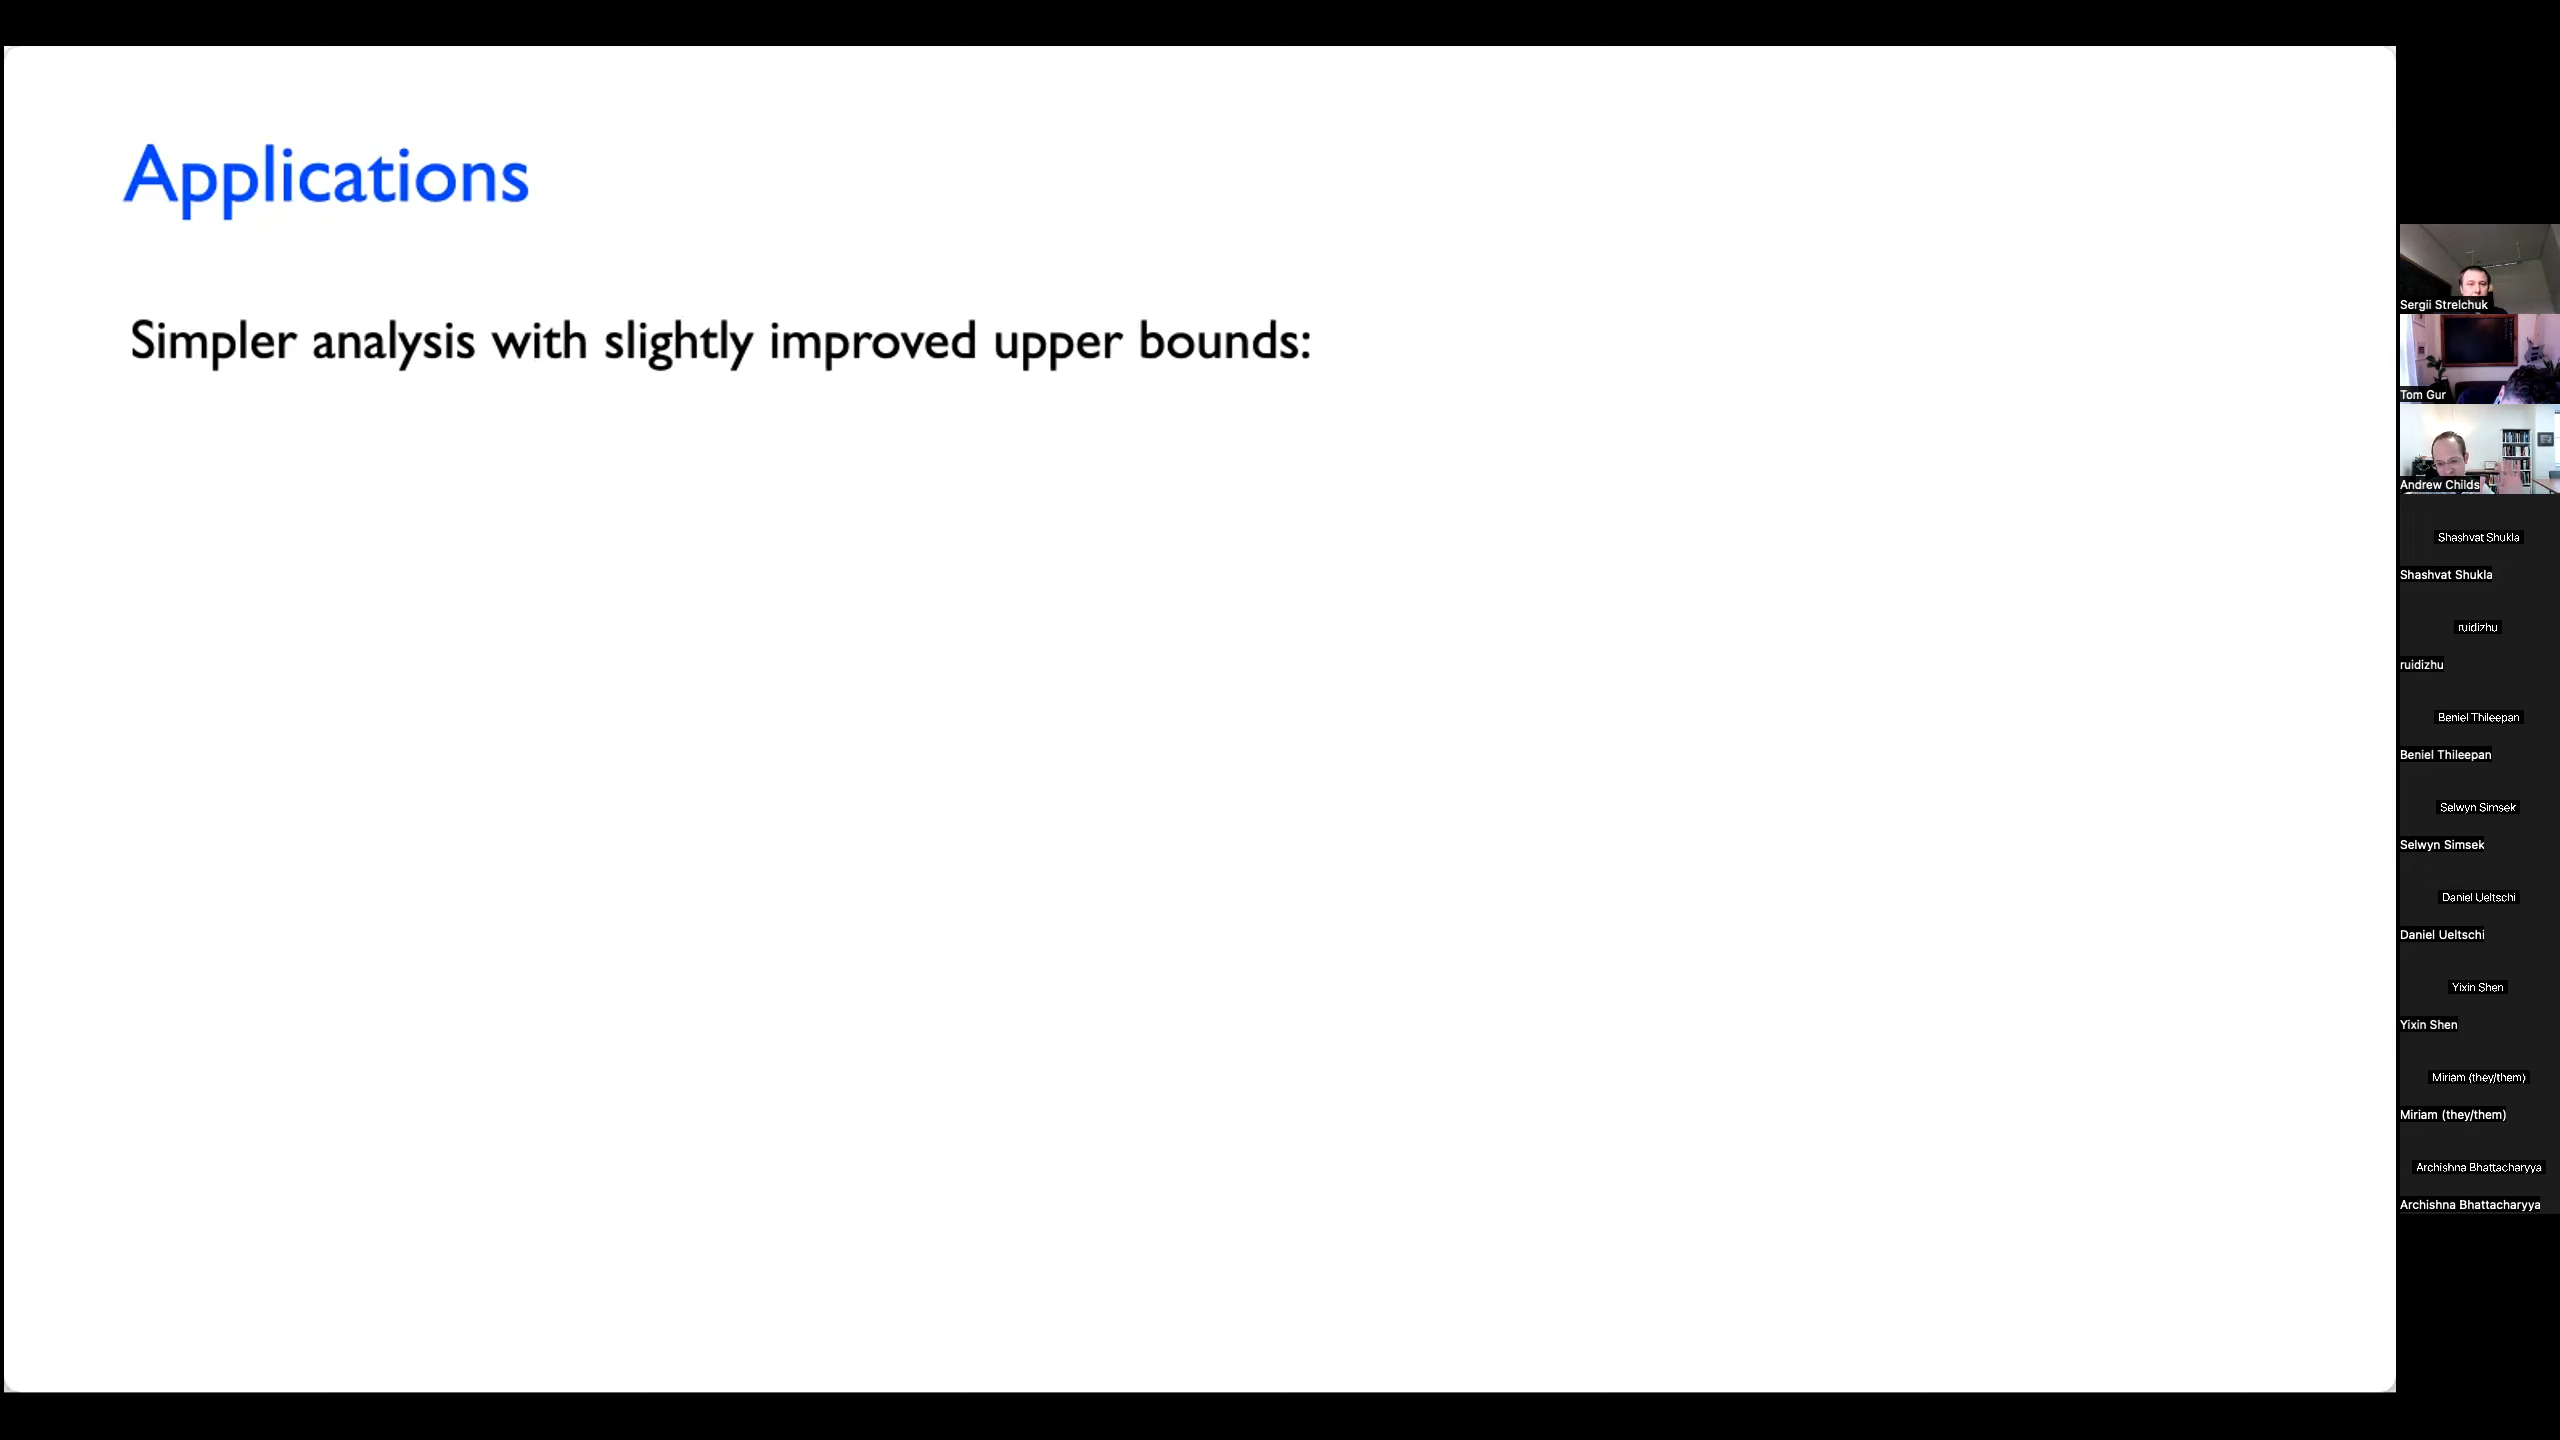 Applications
Simpler analysis with slightly improved upper bounds:
Sergii Strelchuk
Tom Gur
Andrew Childs
Shashvat Shukla
Shashvat Shukla
ruidizhu
ruidizhu
Beniel Thileepan
Beniel Thileepan
Selwyn Simsek
Selwyn Simsek
Daniel Ueltschi
Daniel Ueltschi
Yixin Shen
Yixin Shen
Miriam (they/them)
Miriam (they/them)
Archishna Bhattacharyya
Archishna Bhattacharyya